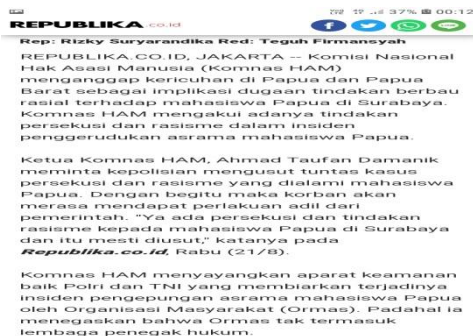 37% 00:12
REPUBLIKA.co.id
Rep: Rizky Suryarandika Red: Teguh Firmansyah
REPUBLIKA.CO.ID, JAKARTA -- Komisi Nasional
Hak Asasi Manusia (Komnas HAM)
menganggap kericuhan di Papua dan Papua
Barat sebagai implikasi dugaan tindakan berbau
rasial terhadap mahasiswa Papua di Surabaya.
Komnas HAM mengakui adanya tindakan
persekusi dan rasisme dalam insiden
penggerudukan asrama mahasiswa Papua.
Ketua Komnas HAM, Ahmad Taufan Damanik
meminta kepolisian mengusut tuntas kasus
persekusi dan rasisme yang dialami mahasiswa
Papua. Dengan begitu maka korban akan
merasa mendapat perlakuan adil dari
pemerintah. "Ya ada persekusi dan tindakan
rasisme kepada mahasiswa Papua di Surabaya
dan itu mesti diusut," katanya pada
Republika.co.id, Rabu (21/8).
Komnas HAM menyayangkan aparat keamanan
baik Polri dan TNI yang membiarkan terjadinya
insiden pengepungan asrama mahasiswa Papua
oleh Organisasi Masyarakat (Ormas). Padahal ia
menegaskan bahwa Ormas tak termasuk
lembaga penegak hukum.